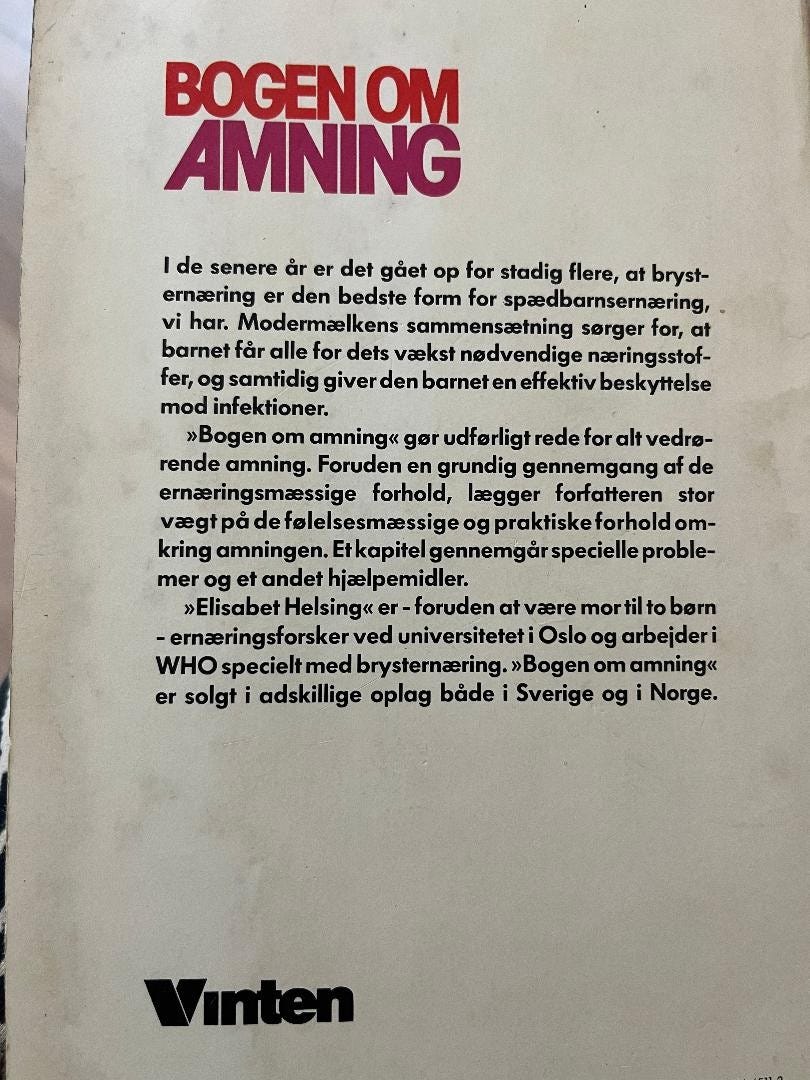 BOGEN OM
AMNING
I de senere år er det gået op for stadig flere, at bryst-
ernæring er den bedste form for spædbarnsernæring,
vi har. Modermælkens sammensætning sørger for, at
barnet får alle for dets vækst nødvendige næringsstof-
fer, og samtidig giver den barnet en effektiv beskyttelse
mod infektioner.
»Bogen om amning« gør udførligt rede for alt vedrø-
rende amning. Foruden en grundig gennemgang af de
ernæringsmæssige forhold, lægger forfatteren stor
vægt på de følelsesmæssige og praktiske forhold om-
kring amningen. Et kapitel gennemgår specielle proble-
mer og et andet hjælpemidler.
»Elisabet Helsing« er - foruden at være mor til to børn
- ernæringsforsker ved universitetet i Oslo og arbejder i
WHO specielt med brysternæring. »Bogen om amning«
er solgt i adskillige oplag både i Sverige og i Norge.
Vinten